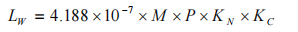 L_W = 4.188 × 10⁻⁷ × M × P × K_N × K_C